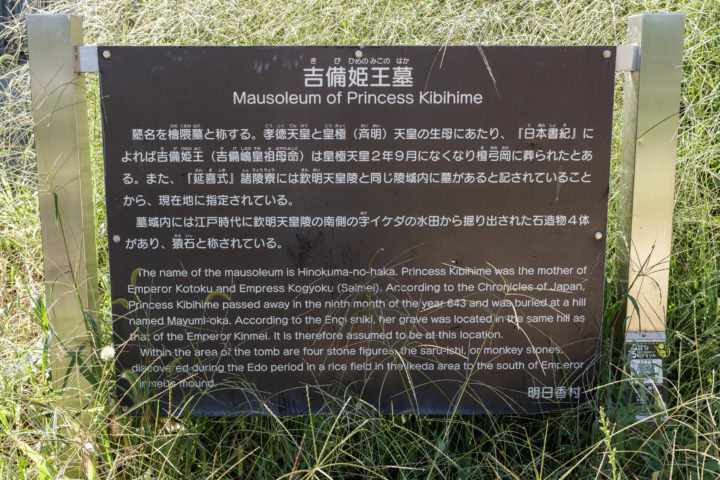 吉備姫王墓
Mausoleum of Princess Kibihime
墓名を檜隈墓と称する。孝徳天皇と皇極（斉明）天皇の生母にあたり、『日本書紀』に
よれば吉備姫王（吉備嶋皇祖母命）は皇極天皇2年9月になくなり檀弓岡に葬られたとあ
る。また、『延喜式』諸陵寮には欽明天皇陵と同じ陵域内に墓があると記されていること
から、現在地に指定されている。
墓域内には江戸時代に欽明天皇陵の南側の字イケダの水田から掘り出された石造物4体
があり、猿石と称されている。
The name of the mausoleum is Hinokuma-no-haka. Princess Kibihime was the mother of
Emperor Kotoku and Empress Kogyoku (Saimei). According to the Chronicles of Japan,
Princess Kibihime passed away in the ninth month of the year 643 and was buried at a hill
named Mayumi-oka. According to the Engi shiki, her grave was located in the same hill as
that of the Emperor Kinmei. It is therefore assumed to be at this location.
Within the area of the tomb are four stone figures, the saru-ishi, or monkey stones,
discovered during the Edo period in a rice field in the Ikeda area to the south of Emperor
Kinmei's mound.
明日香村